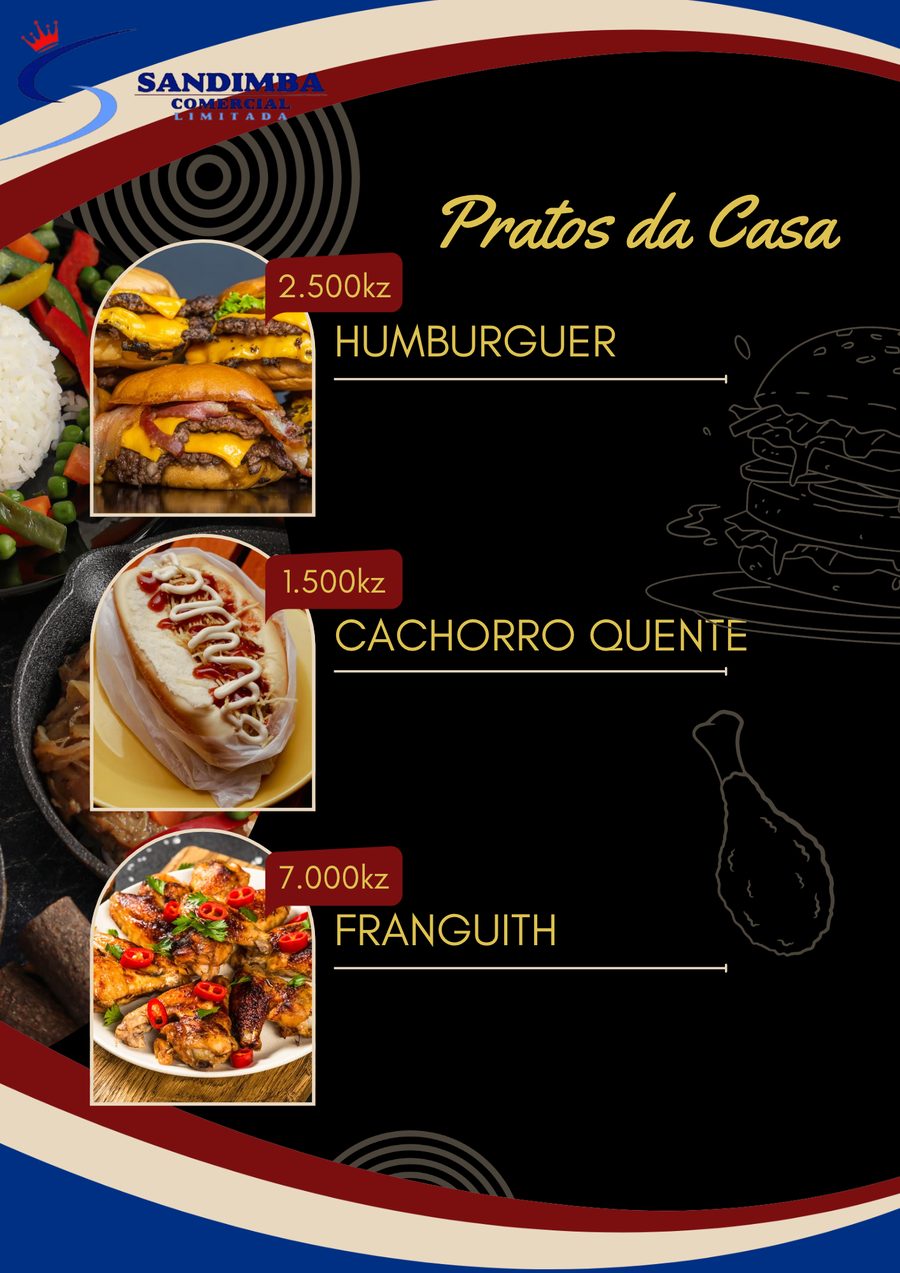 SANDIMBA
COMERCIAL
LIMITADA
Pratos da Casa
2.500kz
HUMBURGUER
1.500kz
CACHORRO QUENTE
7.000kz
FRANGUITH